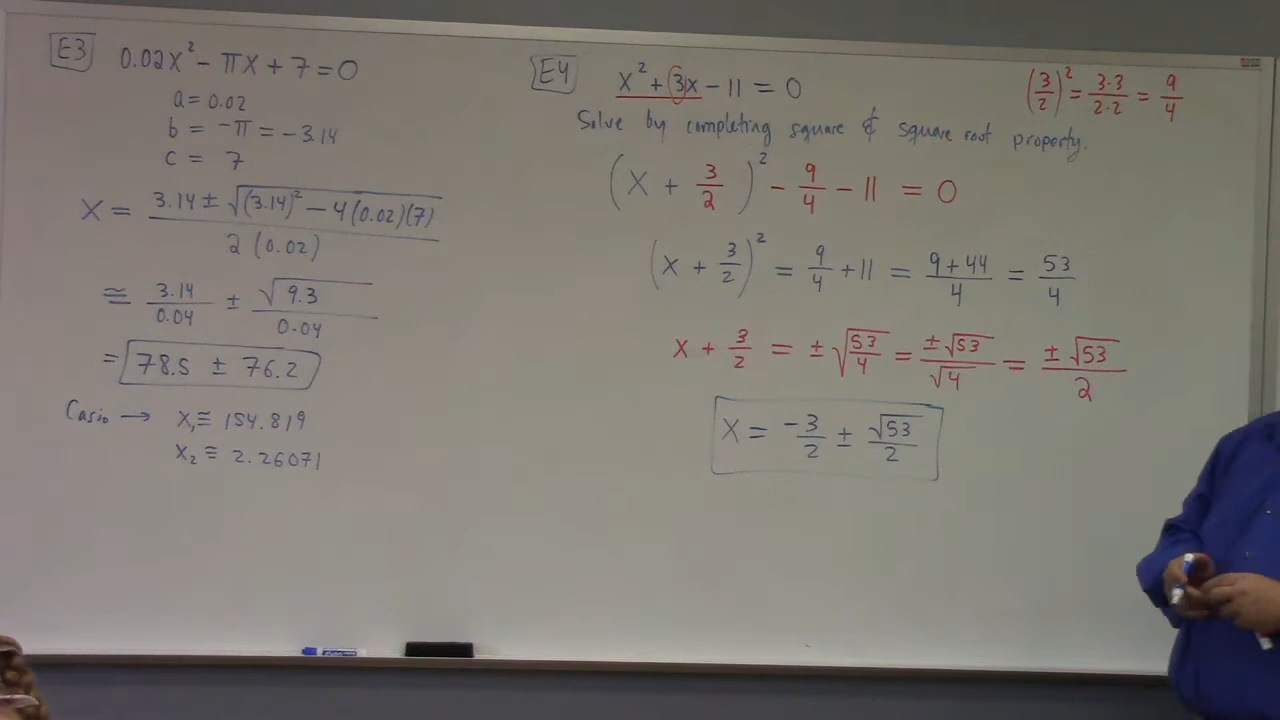 E3 0.02x² - πx + 7 = 0
a = 0.02
b = -π = -3.14
c = 7
x = (3.14 ± √((3.14)² - 4(0.02)(7))) / 2(0.02)
≅ 3.14/0.04 ± √9.3/0.04
= 78.5 ± 76.2
Casio → x₁ ≅ 154.819
x₂ ≅ 2.26071
E4 x² + 3x - 11 = 0
(3/2)² = 3·3/2·2 = 9/4
Solve by completing square & square root property.
(x + 3/2)² - 9/4 - 11 = 0
(x + 3/2)² = 9/4 + 11 = (9+44)/4 = 53/4
x + 3/2 = ±√(53/4) = ±√53/√4 = ±√53/2
x = -3/2 ± √53/2